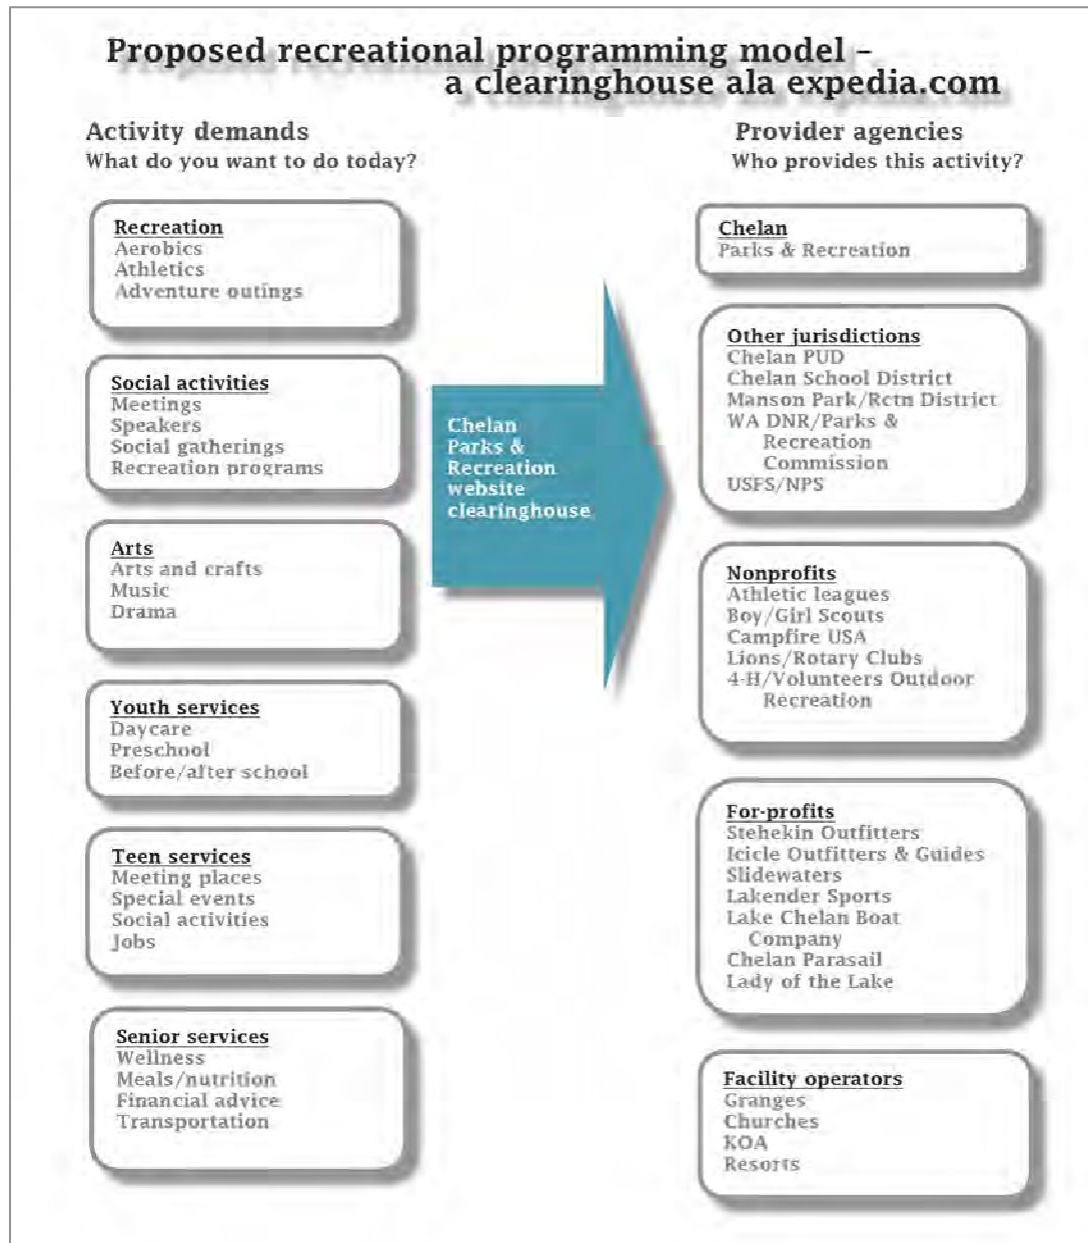 Proposed recreational programming model –
a clearinghouse ala expedia.com
Activity demands
What do you want to do today?
Recreation
Aerobics
Athletics
Adventure outings
Social activities
Meetings
Speakers
Social gatherings
Recreation programs
Arts
Arts and crafts
Music
Drama
Youth services
Daycare
Preschool
Before/after school
Teen services
Meeting places
Special events
Social activities
Jobs
Senior services
Wellness
Meals/nutrition
Financial advice
Transportation
Chelan
Parks &
Recreation
website
clearinghouse
Provider agencies
Who provides this activity?
Chelan
Parks & Recreation
Other jurisdictions
Chelan PUD
Chelan School District
Manson Park/Rctn District
WA DNR/Parks &
Recreation
Commission
USFS/NPS
Nonprofits
Athletic leagues
Boy/Girl Scouts
Campfire USA
Lions/Rotary Clubs
4-H/Volunteers Outdoor
Recreation
For-profits
Stehekin Outfitters
Icicle Outfitters & Guides
Slidewaters
Lakender Sports
Lake Chelan Boat
Company
Chelan Parasail
Lady of the Lake
Facility operators
Granges
Churches
KOA
Resorts